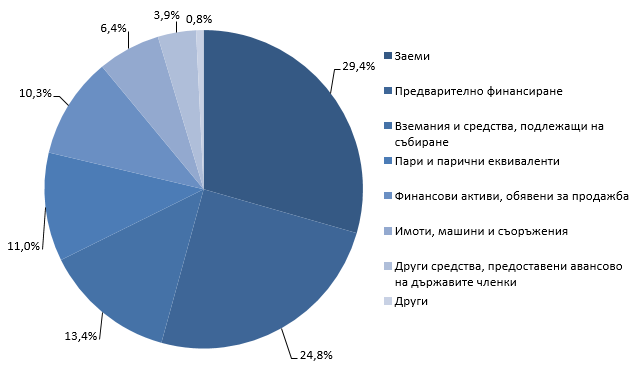 3,9%
0,8%
6,4%
29,4%
10,3%
11,0%
13,4%
24,8%
Заеми
Предварително финансиране
Вземания и средства, подлежащи на
събиране
Пари и парични еквиваленти
Финансови активи, обявени за продажба
Имоти, машини и съоръжения
Други средства, предоставени авансово
на държавите членки
Други